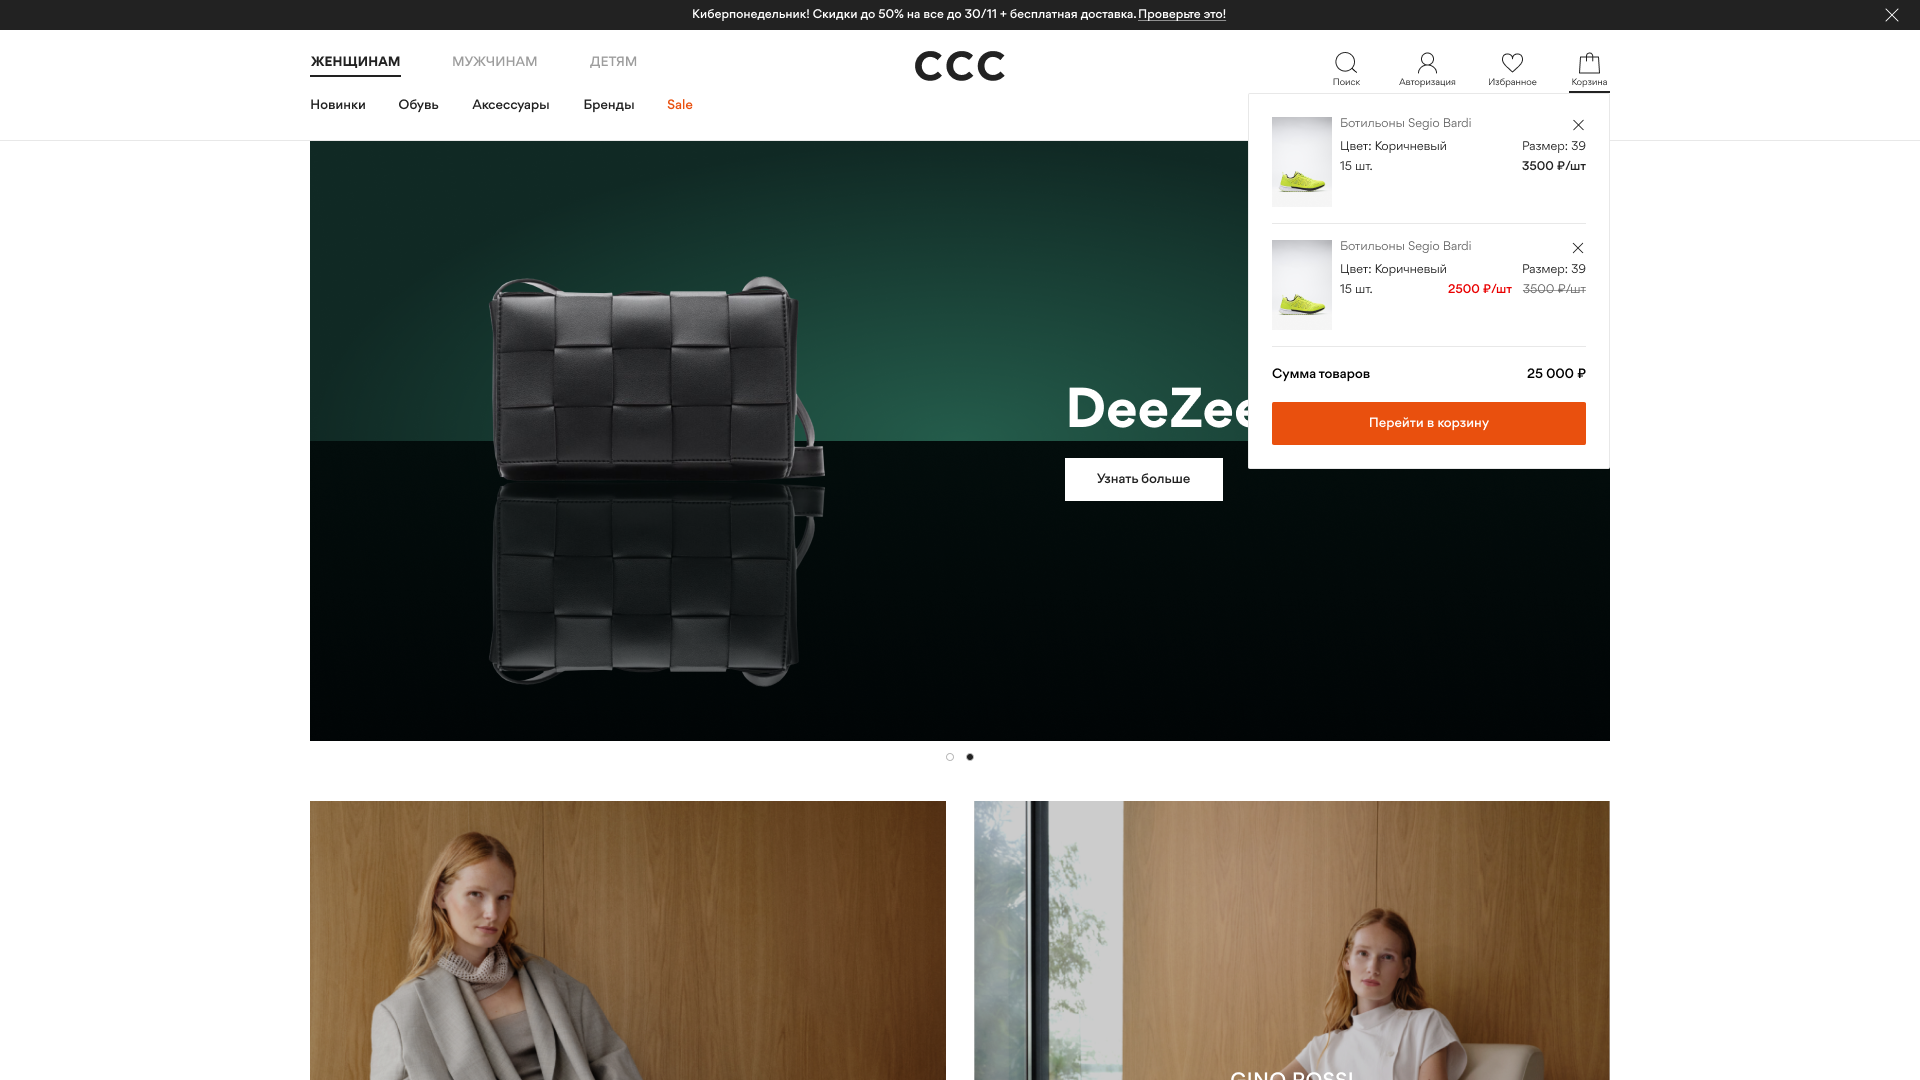 Киберпонедельник! Скидки до 50% на все до 30/11 + бесплатная доставка. Проверьте это!
ЖЕНЩИНАМ МУЖЧИНАМ ДЕТЯМ
CCC
Поиск Авторизация Избранное Корзина
Новинки Обувь Аксессуары Бренды Sale
Ботильоны Segio Bardi
Цвет: Коричневый Размер: 39
15 шт. 3500 ₽/шт
Ботильоны Segio Bardi
Цвет: Коричневый Размер: 39
15 шт. 2500 ₽/шт 3500 ₽/шт
Сумма товаров 25 000 ₽
Перейти в корзину
DeeZee
Узнать больше
GINO ROSSI